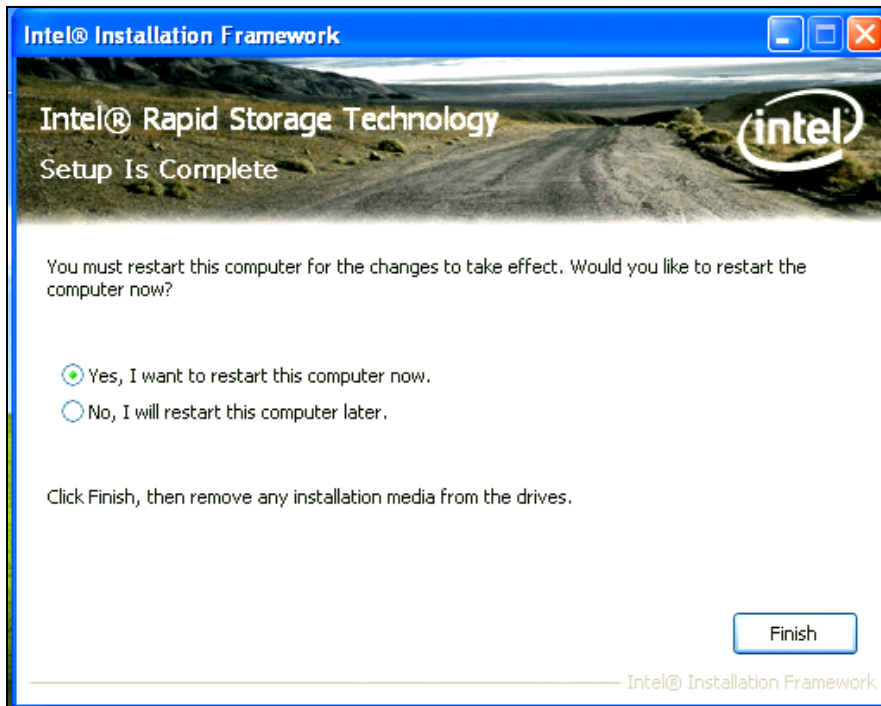 Intel® Installation Framework
Intel® Rapid Storage Technology
intel
Setup Is Complete
You must restart this computer for the changes to take effect. Would you like to restart the
computer now?
Yes, I want to restart this computer now.
No, I will restart this computer later.
Click Finish, then remove any installation media from the drives.
Finish
Intel® Installation Framework